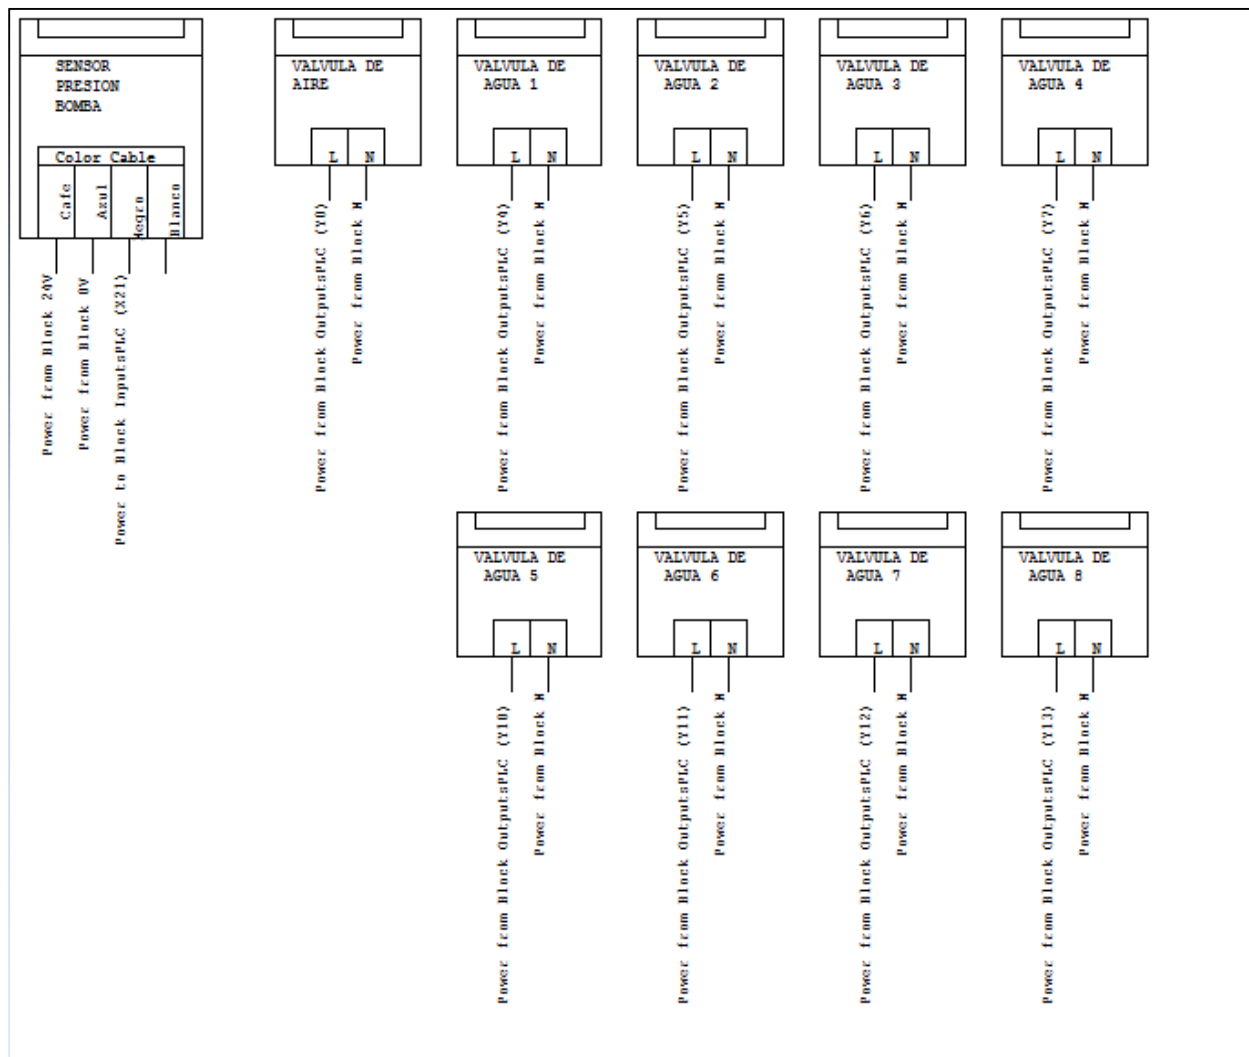 SENSOR
PRESION
BOMBA
Color Cable
Cafe
Azul
Negro
Blanco
Power from Block 24V
Power from Block 0V
Power to Block InputsPLC (X21)
VALVULA DE
AIRE
L N
Power from Block OutputsPLC (Y0)
Power from Block N
VALVULA DE
AGUA 1
L N
Power from Block OutputsPLC (Y4)
Power from Block N
VALVULA DE
AGUA 2
L N
Power from Block OutputsPLC (Y5)
Power from Block N
VALVULA DE
AGUA 3
L N
Power from Block OutputsPLC (Y6)
Power from Block N
VALVULA DE
AGUA 4
L N
Power from Block OutputsPLC (Y7)
Power from Block N
VALVULA DE
AGUA 5
L N
Power from Block OutputsPLC (Y10)
Power from Block N
VALVULA DE
AGUA 6
L N
Power from Block OutputsPLC (Y11)
Power from Block N
VALVULA DE
AGUA 7
L N
Power from Block OutputsPLC (Y12)
Power from Block N
VALVULA DE
AGUA 8
L N
Power from Block OutputsPLC (Y13)
Power from Block N